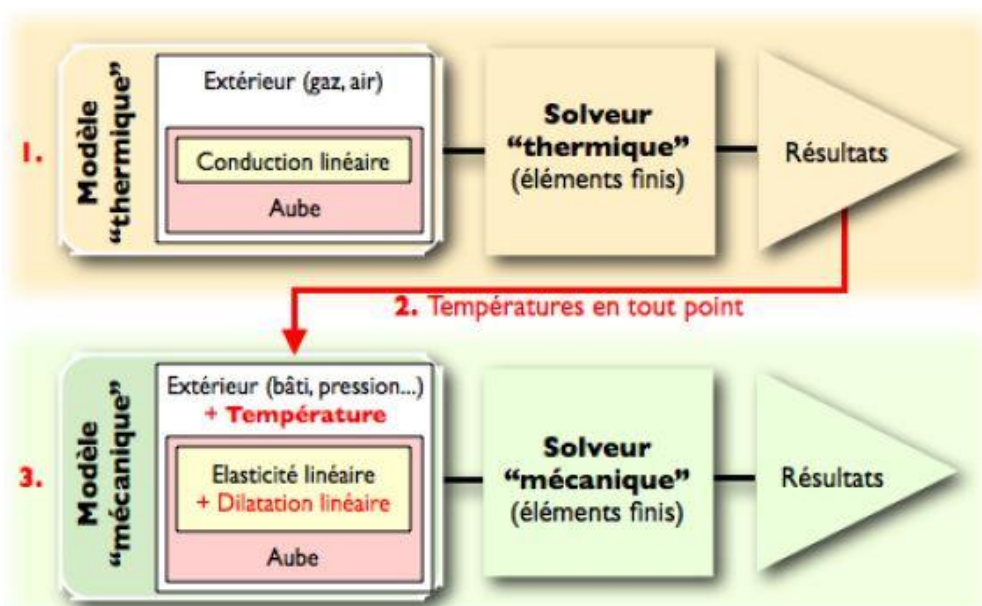 1.
Modèle
“thermique”
Extérieur (gaz, air)
Conduction linéaire
Aube
Solveur
“thermique”
(éléments finis)
Résultats
2. Températures en tout point
3.
Modèle
“mécanique”
Extérieur (bâti, pression...)
+ Température
Elasticité linéaire
+ Dilatation linéaire
Aube
Solveur
“mécanique”
(éléments finis)
Résultats